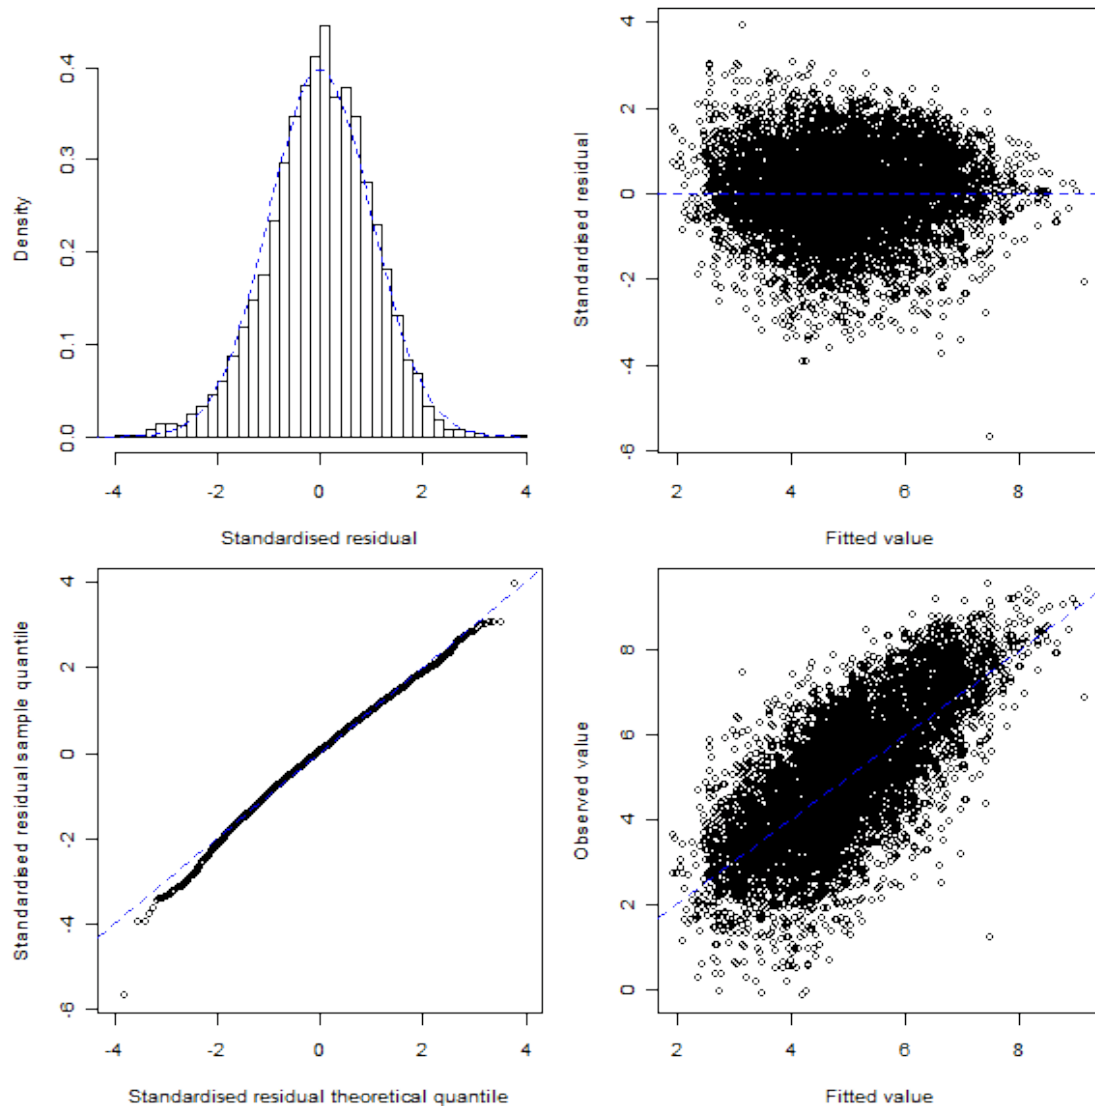 0.4
0.3
0.2
0.1
0.0
Density
-4 -2 0 2 4
Standardised residual
4
2
0
-2
-4
-6
Standardised residual
2 4 6 8
Fitted value
4
2
0
-2
-4
-6
Standardised residual sample quantile
-4 -2 0 2 4
Standardised residual theoretical quantile
8
6
4
2
0
Observed value
2 4 6 8
Fitted value